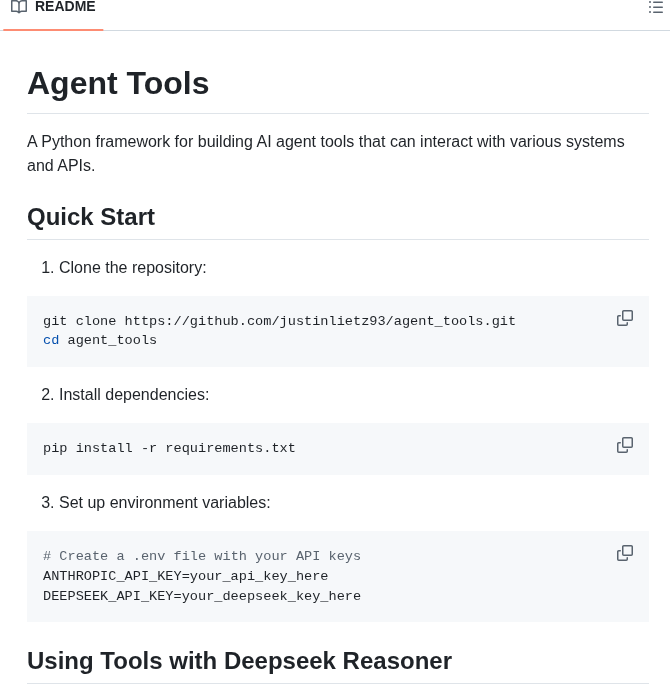 README
Agent Tools
A Python framework for building AI agent tools that can interact with various systems
and APIs.
Quick Start
1. Clone the repository:
git clone https://github.com/justinlietz93/agent_tools.git
cd agent_tools
2. Install dependencies:
pip install -r requirements.txt
3. Set up environment variables:
# Create a .env file with your API keys
ANTHROPIC_API_KEY=your_api_key_here
DEEPSEEK_API_KEY=your_deepseek_key_here
Using Tools with Deepseek Reasoner